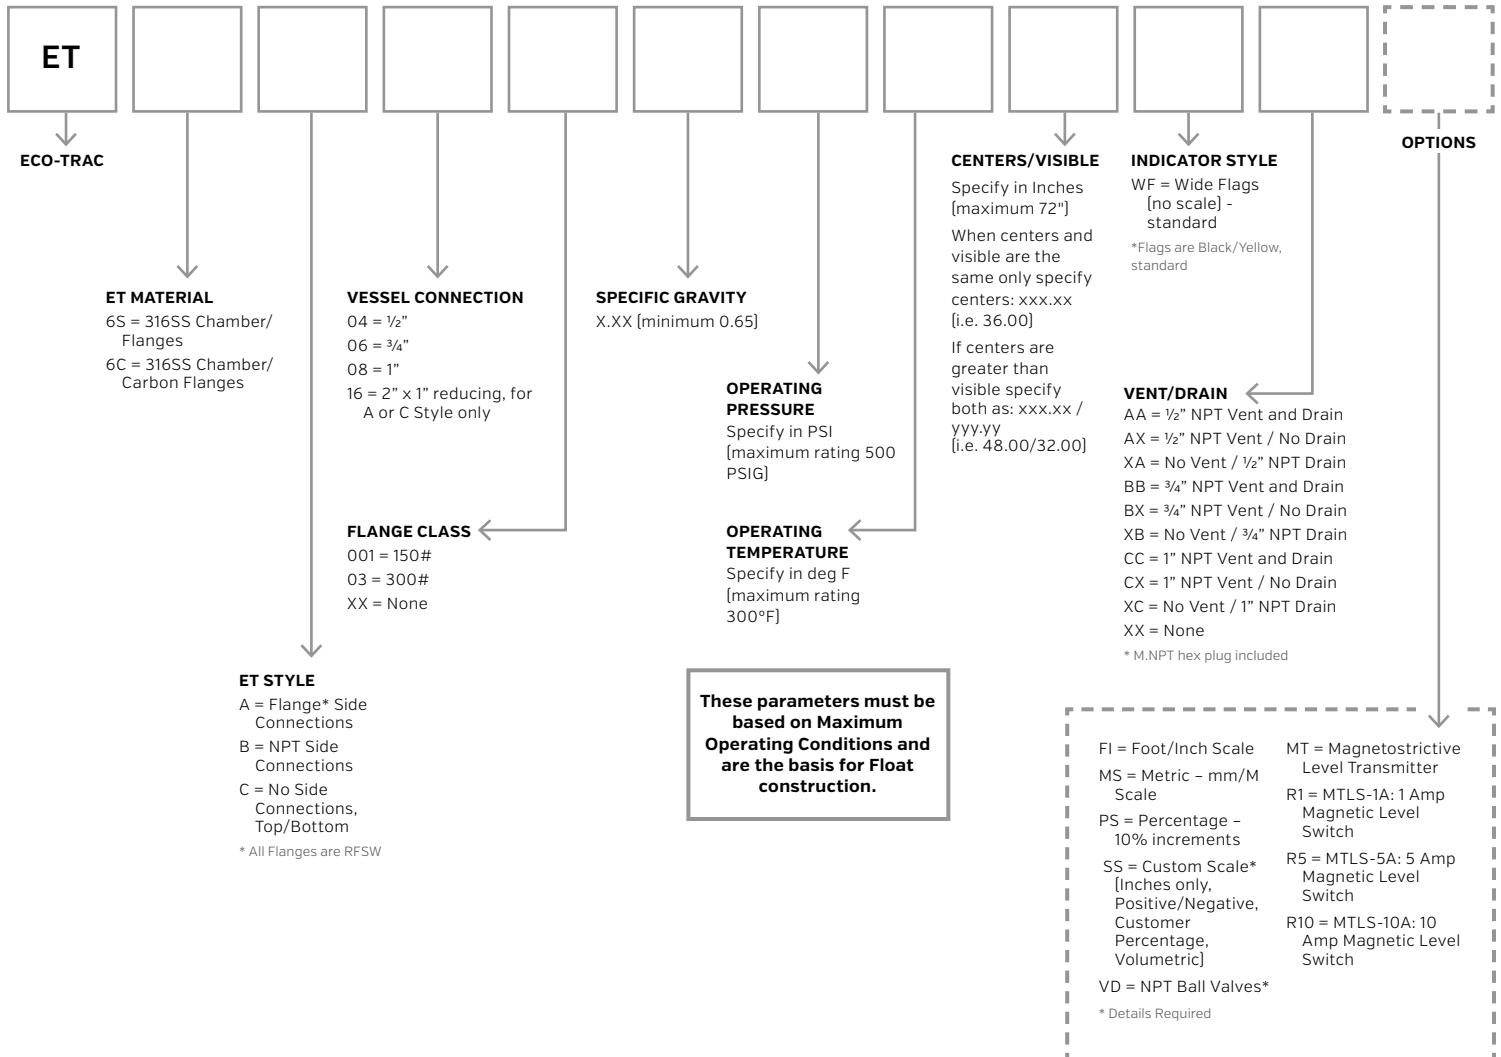 ET
ECO-TRAC
ET MATERIAL
6S = 316SS Chamber/
Flanges
6C = 316SS Chamber/
Carbon Flanges
ET STYLE
A = Flange* Side
Connections
B = NPT Side
Connections
C = No Side
Connections,
Top/Bottom
* All Flanges are RFSW
VESSEL CONNECTION
04 = ½”
06 = ¾”
08 = 1”
16 = 2” x 1” reducing, for
A or C Style only
FLANGE CLASS
001 = 150#
03 = 300#
XX = None
SPECIFIC GRAVITY
X.XX (minimum 0.65)
OPERATING
PRESSURE
Specify in PSI
(maximum rating 500
PSIG)
OPERATING
TEMPERATURE
Specify in deg F
(maximum rating
300°F)
These parameters must be
based on Maximum
Operating Conditions and
are the basis for Float
construction.
CENTERS/VISIBLE
Specify in Inches
(maximum 72")
When centers and
visible are the
same only specify
centers: xxx.xx
(i.e. 36.00)
If centers are
greater than
visible specify
both as: xxx.xx /
yyy.yy
(i.e. 48.00/32.00)
INDICATOR STYLE
WF = Wide Flags
(no scale) -
standard
*Flags are Black/Yellow,
standard
VENT/DRAIN
AA = ½” NPT Vent and Drain
AX = ½” NPT Vent / No Drain
XA = No Vent / ½” NPT Drain
BB = ¾” NPT Vent and Drain
BX = ¾” NPT Vent / No Drain
XB = No Vent / ¾” NPT Drain
CC = 1” NPT Vent and Drain
CX = 1” NPT Vent / No Drain
XC = No Vent / 1” NPT Drain
XX = None
* M.NPT hex plug included
OPTIONS
FI = Foot/Inch Scale
MS = Metric – mm/M
Scale
PS = Percentage –
10% increments
SS = Custom Scale*
(Inches only,
Positive/Negative,
Customer
Percentage,
Volumetric)
VD = NPT Ball Valves*
* Details Required
MT = Magnetostrictive
Level Transmitter
R1 = MTLS-1A: 1 Amp
Magnetic Level
Switch
R5 = MTLS-5A: 5 Amp
Magnetic Level
Switch
R10 = MTLS-10A: 10
Amp Magnetic Level
Switch